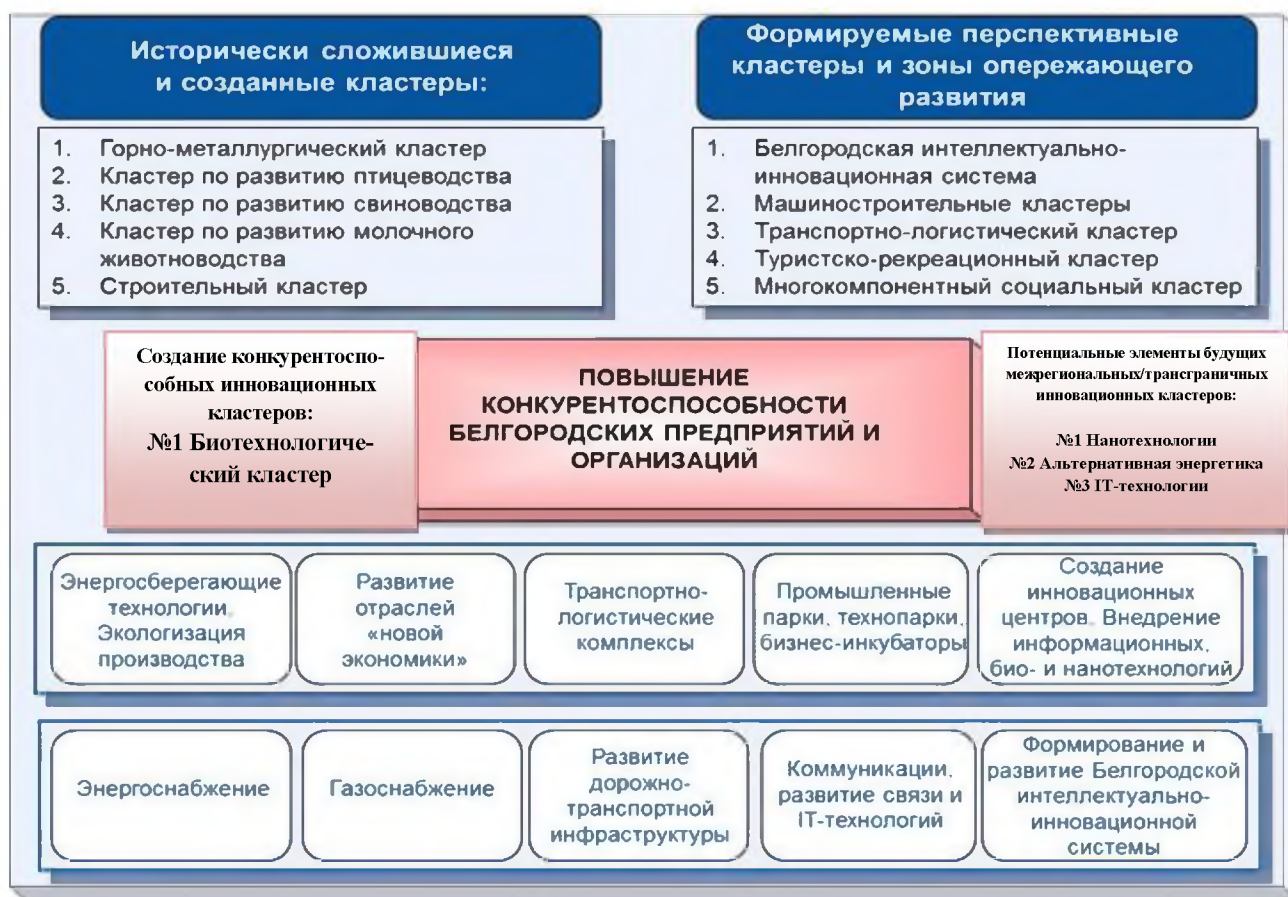 Исторически сложившиеся
и созданные кластеры:
Формируемые перспективные
кластеры и зоны опережающего
развития
1. Горно-металлургический кластер
2. Кластер по развитию птицеводства
3. Кластер по развитию свиноводства
4. Кластер по развитию молочного
животноводства
5. Строительный кластер
1. Белгородская интеллектуально-
инновационная система
2. Машиностроительные кластеры
3. Транспортно-логистический кластер
4. Туристско-рекреационный кластер
5. Многокомпонентный социальный кластер
Создание конкурентоспо-
собных инновационных
кластеров:
№1 Биотехнологиче-
ский кластер
ПОВЫШЕНИЕ
КОНКУРЕНТОСПОСОБНОСТИ
БЕЛГОРОДСКИХ ПРЕДПРИЯТИЙ И
ОРГАНИЗАЦИЙ
Потенциальные элементы будущих
межрегиональных/трансграничных
инновационных кластеров:
№1 Нанотехнологии
№2 Альтернативная энергетика
№3 IT-технологии
Энергосберегающие
технологии.
Экологизация
производства
Развитие
отраслей
«новой
экономики»
Транспортно-
логистические
комплексы
Промышленные
парки, технопарки,
бизнес-инкубаторы
Создание
инновационных
центров. Внедрение
информационных,
био- и нанотехнологий
Энергоснабжение
Газоснабжение
Развитие
дорожно-
транспортной
инфраструктуры
Коммуникации,
развитие связи и
IT-технологий
Формирование и
развитие Белгородской
интеллектуально-
инновационной
системы